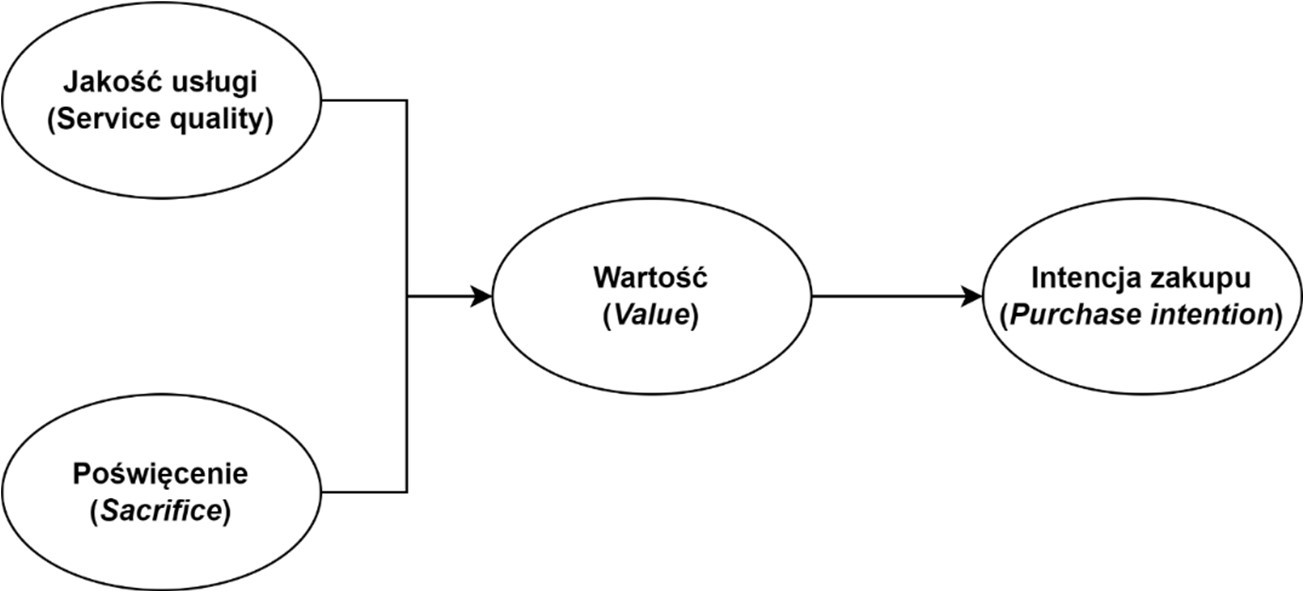 Jakość usługi
(Service quality)
Wartość
(Value)
Intencja zakupu
(Purchase intention)
Poświęcenie
(Sacrifice)